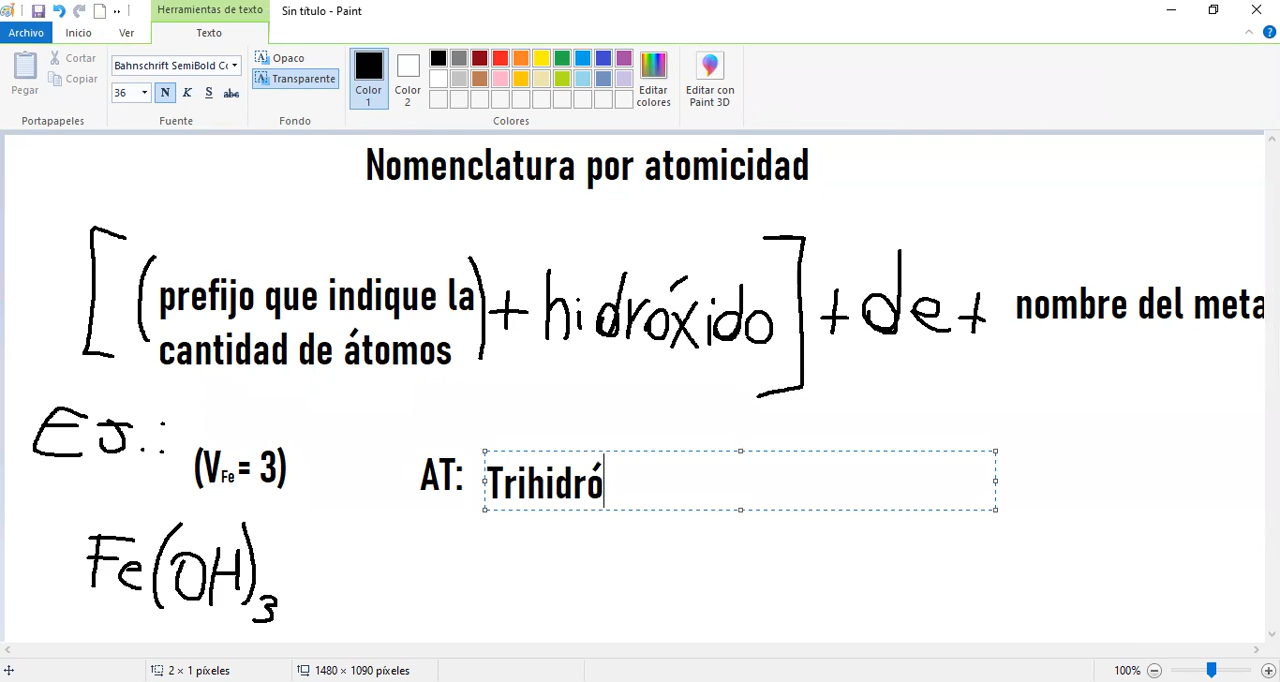 Herramientas de texto
Sin título - Paint
Archivo
Inicio
Ver
Texto
Pegar
Cortar
Copiar
Portapapeles
Bahnschrift SemiBold C
36
N K S abc
Fuente
Opaco
Transparente
Fondo
Color 1
Color 2
Editar colores
Colores
Editar con Paint 3D
Nomenclatura por atomicidad
[(prefijo que indique la
cantidad de átomos) + hidróxido] + de + nombre del meta
Ej.:
(VFe = 3)
AT: Trihidró
Fe(OH)3
2 × 1 píxeles
1480 × 1090 píxeles
100%